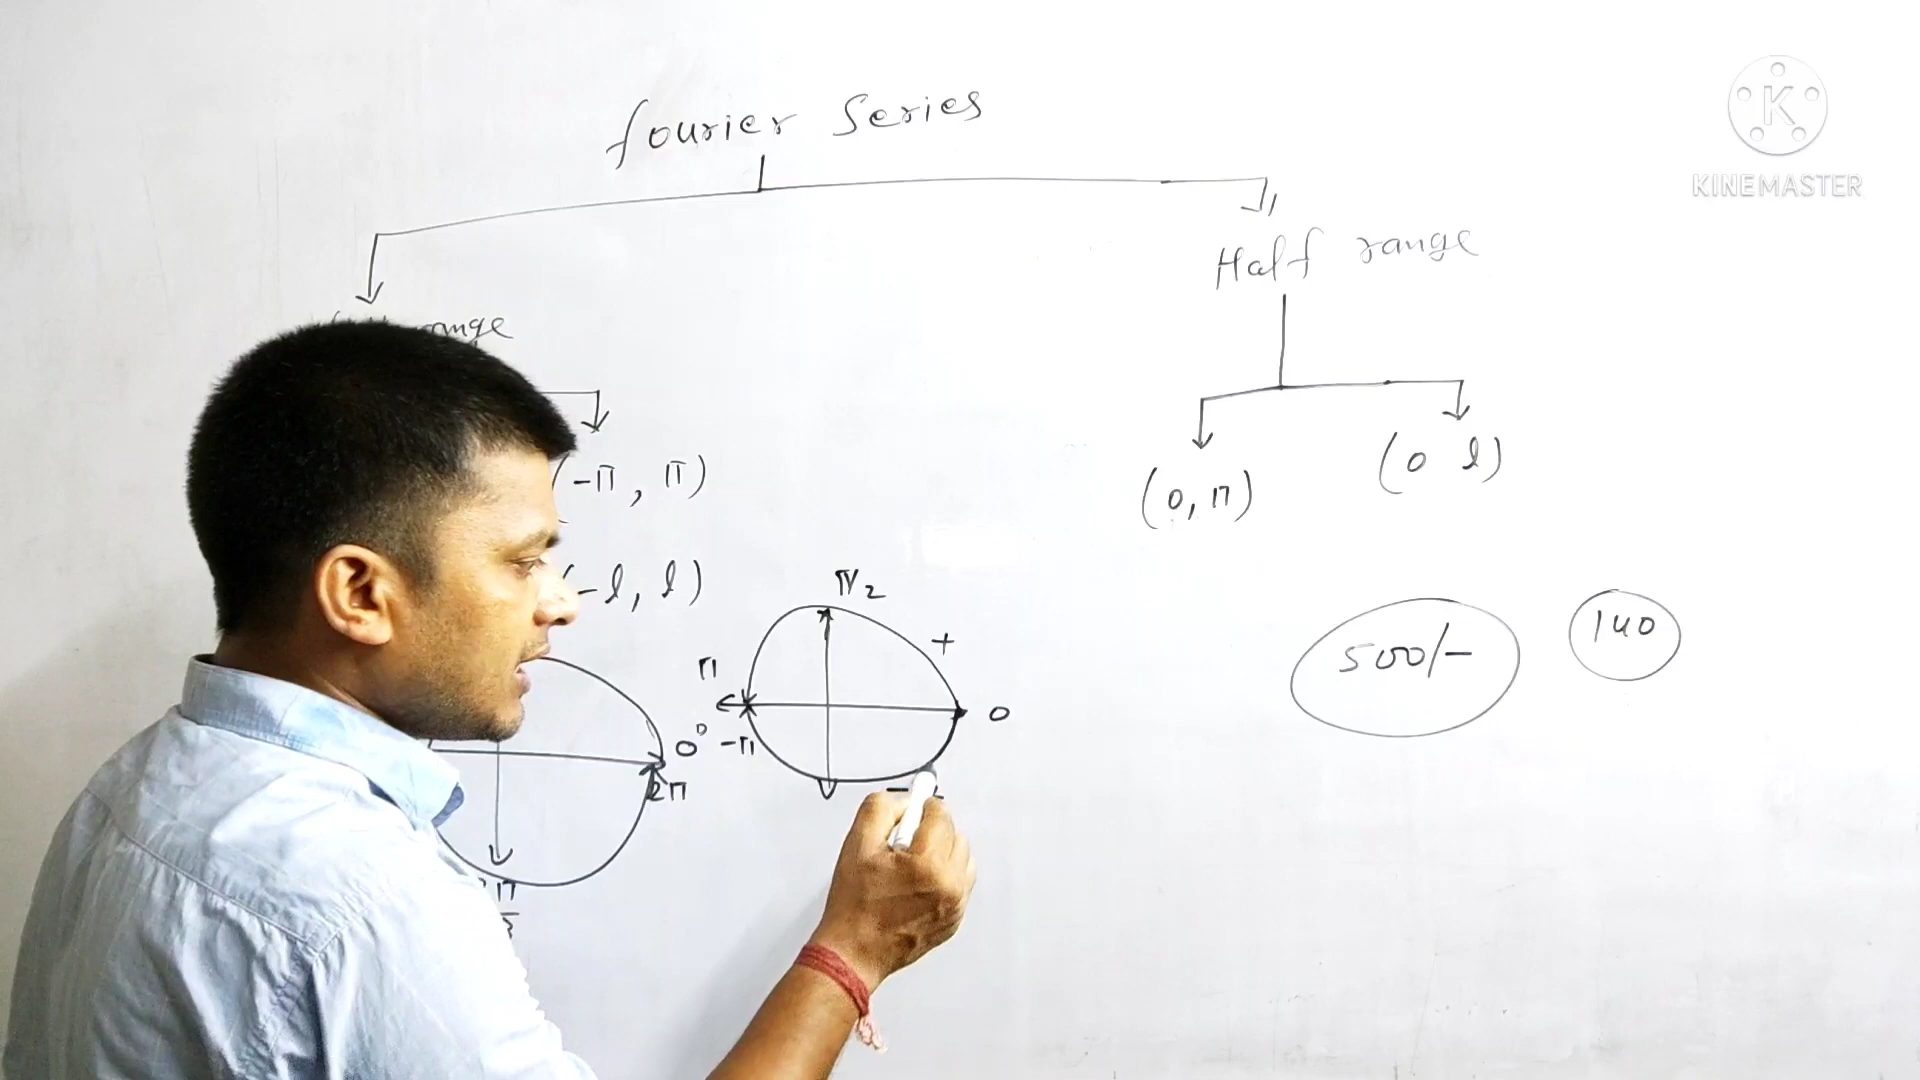 fourier Series
Half range
range
(-π, π)
(0, π)
(0 l)
(-l, l)
π/2
+
π
0
0°
-π
2π
500/-
140
KINEMASTER